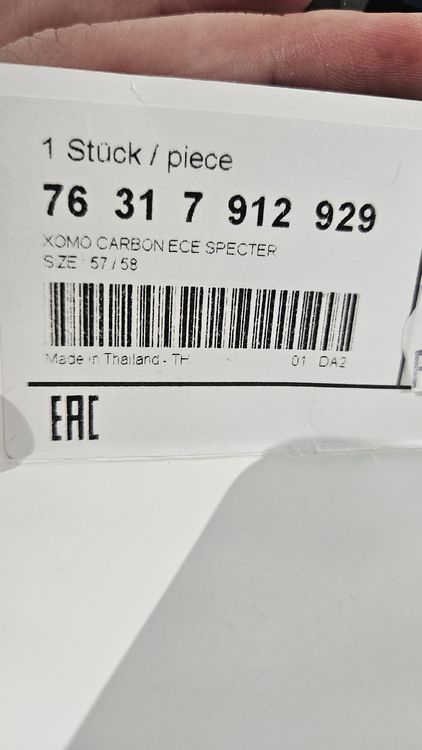 1 Stück / piece
76 31 7 912 929
XOMO CARBON ECE SPECTER
SIZE: 57 / 58
Made in Thailand - TH 01 DA2
EAC